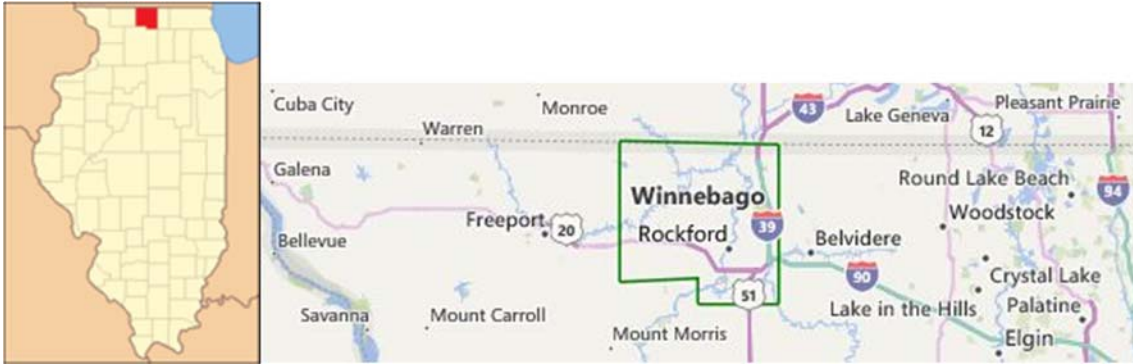 Cuba City
Monroe
43
Lake Geneva
Pleasant Prairie
12
Warren
Galena
Winnebago
Round Lake Beach
94
Freeport
20
Rockford
39
Woodstock
Bellevue
Belvidere
90
Crystal Lake
Savanna
Mount Carroll
51
Lake in the Hills
Palatine
Mount Morris
Elgin